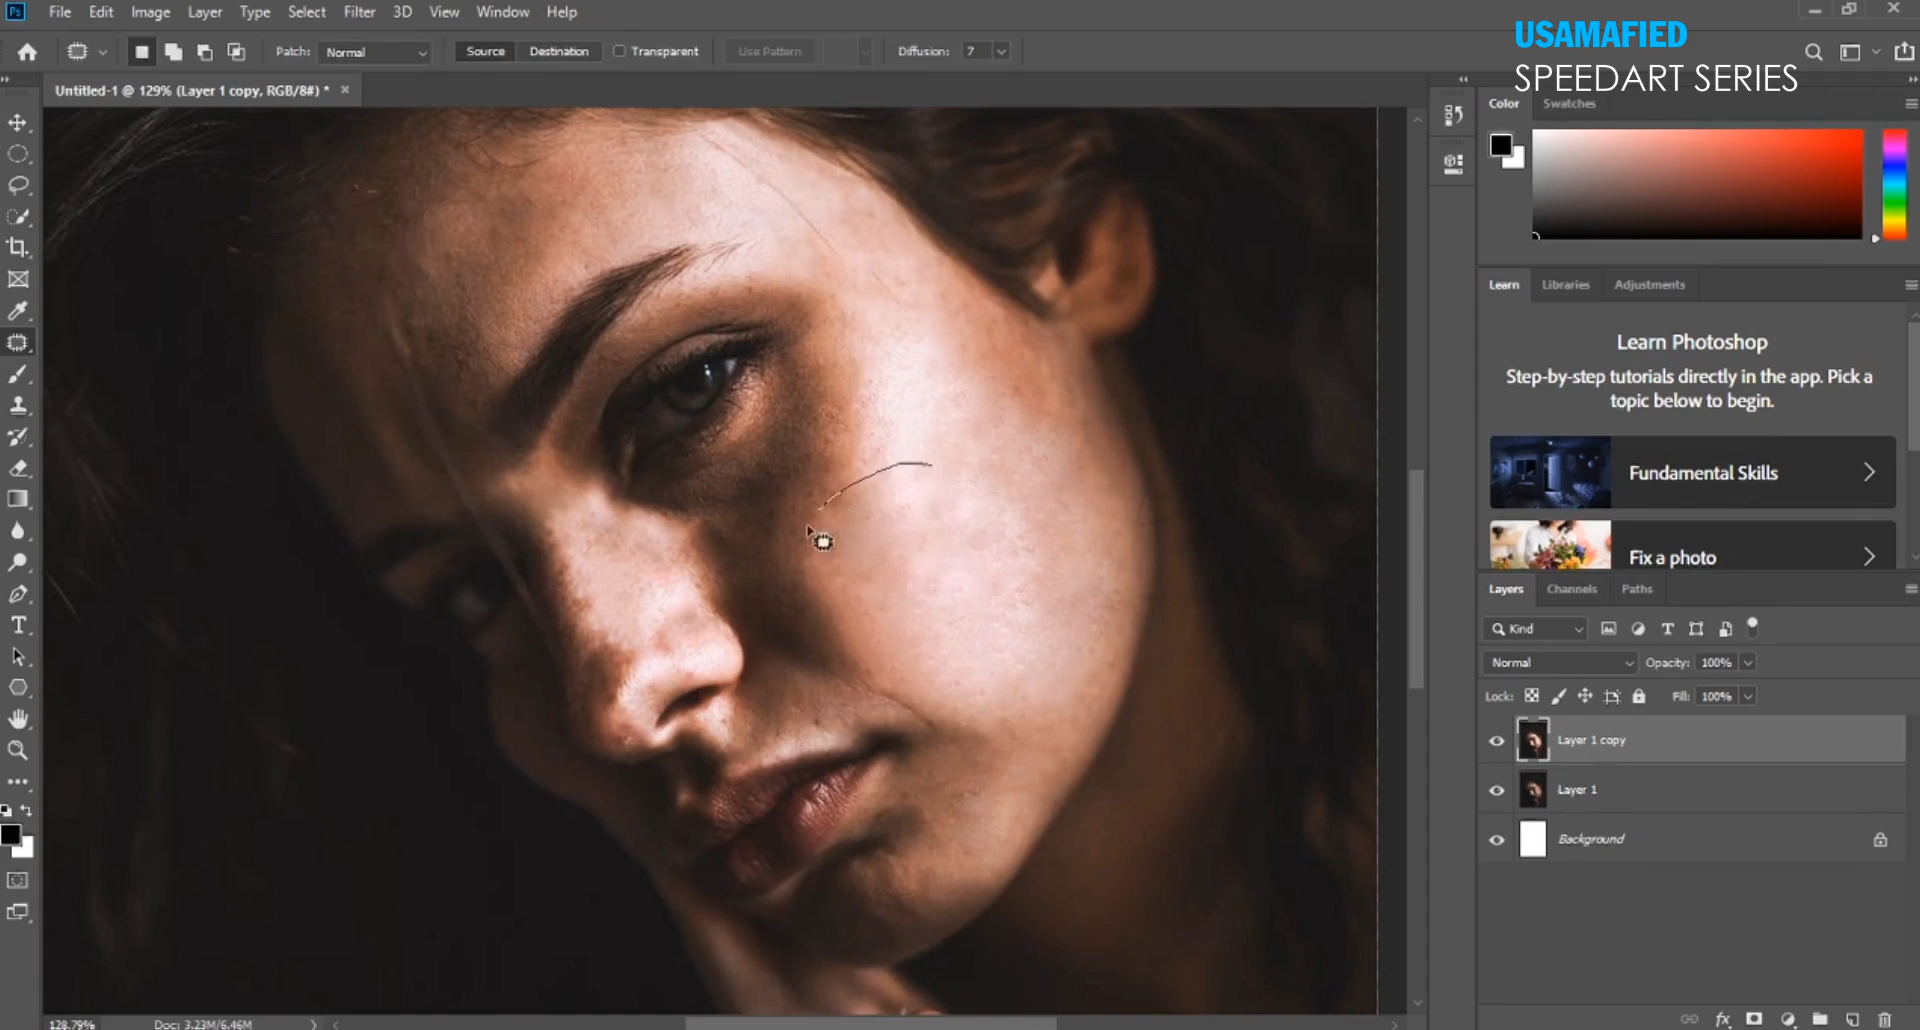 Ps File Edit Image Layer Type Select Filter 3D View Window Help
USAMAFIED
SPEEDART SERIES
Patch: Normal Source Destination Transparent Use Pattern Diffusion: 7
Untitled-1 @ 129% (Layer 1 copy, RGB/8#) * ×
Color Swatches
Learn Libraries Adjustments
Learn Photoshop
Step-by-step tutorials directly in the app. Pick a
topic below to begin.
Fundamental Skills
Fix a photo
Layers Channels Paths
Kind
Normal Opacity: 100%
Lock: Fill: 100%
Layer 1 copy
Layer 1
Background
fx
128.79% Doc: 3.23M/6.46M